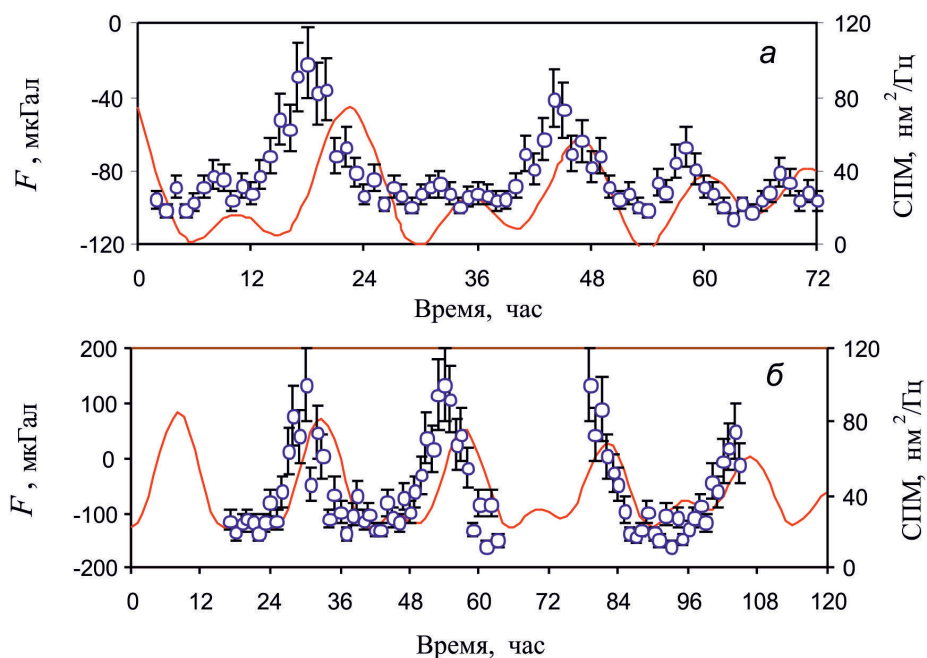 0 120
а
-40 80
-80 40
-120 0
F, мкГал
СПМ, нм²/Гц
0 12 24 36 48 60 72
Время, час
200 120
б
100 80
0
-100 40
-200 0
F, мкГал
СПМ, нм²/Гц
0 12 24 36 48 60 72 84 96 108 120
Время, час